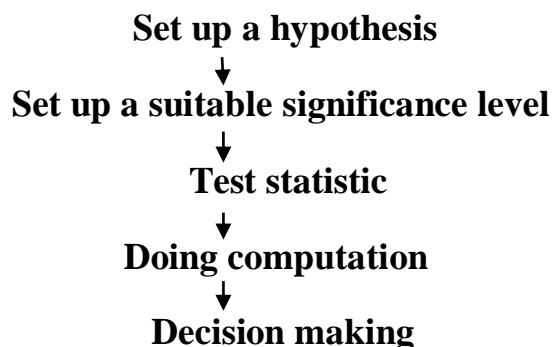 Set up a hypothesis
Set up a suitable significance level
Test statistic
Doing computation
Decision making